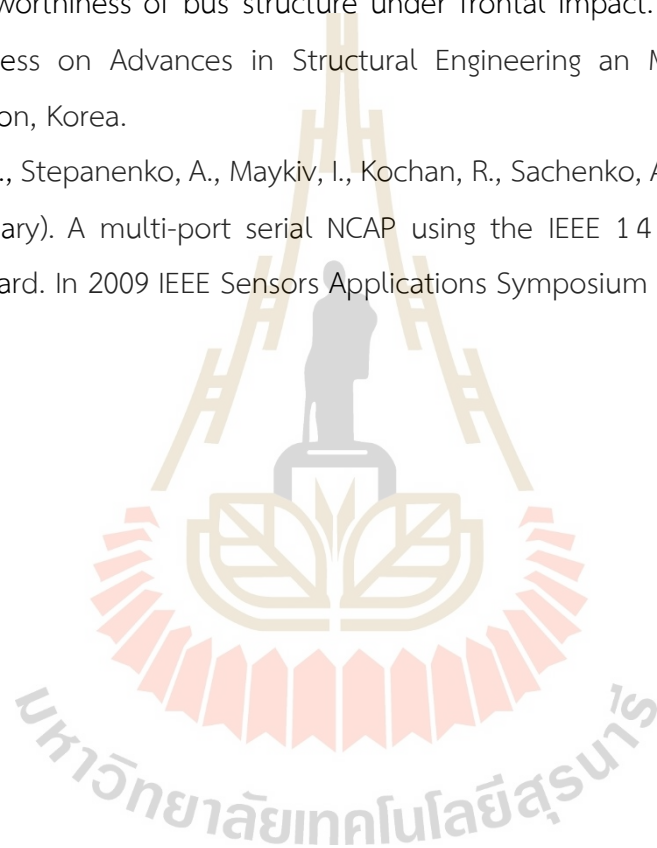 worthiness of bus structure under frontal impact.
ess on Advances in Structural Engineering an M
on, Korea.
., Stepanenko, A., Maykiv, I., Kochan, R., Sachenko, A
ary). A multi-port serial NCAP using the IEEE 14
ard. In 2009 IEEE Sensors Applications Symposium
มหาวิทยาลัยเทคโนโลยีสุรนารี